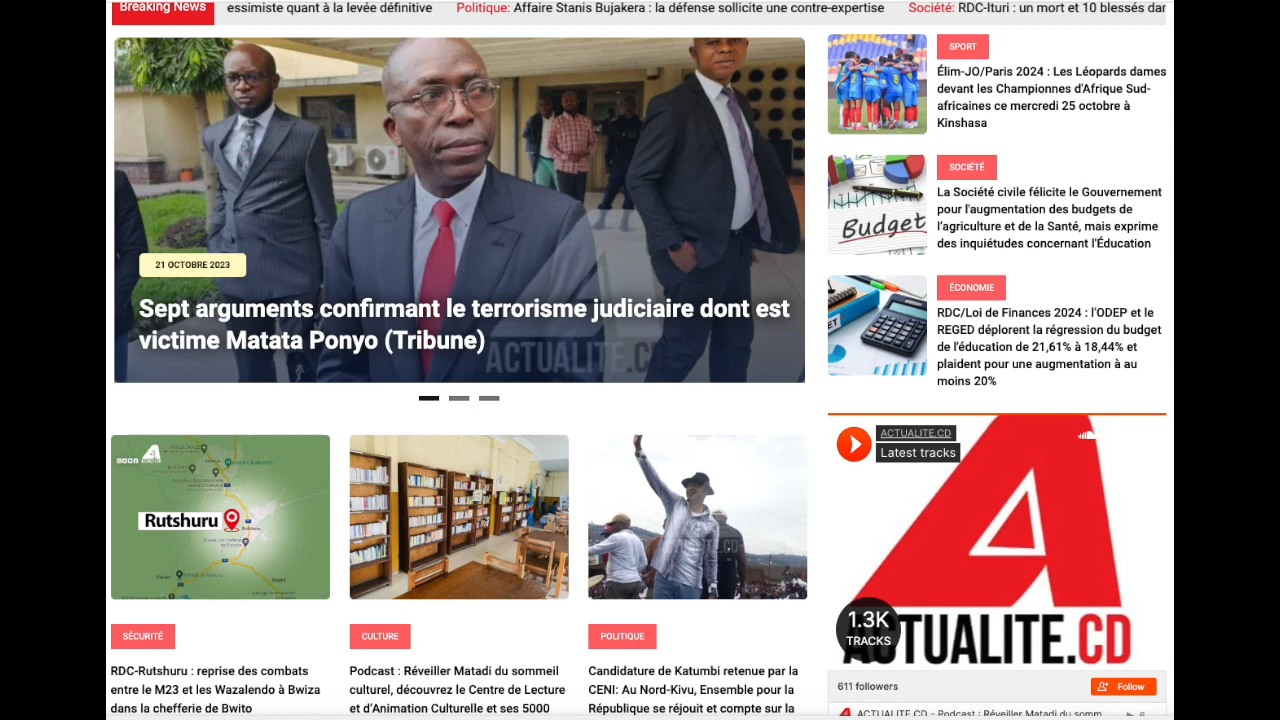 Breaking News essimiste quant à la levée définitive Politique: Affaire Stanis Bujakera : la défense sollicite une contre-expertise Société: RDC-Ituri : un mort et 10 blessés dar
21 OCTOBRE 2023
Sept arguments confirmant le terrorisme judiciaire dont est
victime Matata Ponyo (Tribune)
ACTUALITE.CD
SPORT
Élim-JO/Paris 2024 : Les Léopards dames
devant les Championnes d'Afrique Sud-
africaines ce mercredi 25 octobre à
Kinshasa
Budget
SOCIÉTÉ
La Société civile félicite le Gouvernement
pour l'augmentation des budgets de
l’agriculture et de la Santé, mais exprime
des inquiétudes concernant l'Éducation
ÉCONOMIE
RDC/Loi de Finances 2024 : l'ODEP et le
REGED déplorent la régression du budget
de l'éducation de 21,61% à 18,44% et
plaident pour une augmentation à au
moins 20%
Rutshuru
SÉCURITÉ
RDC-Rutshuru : reprise des combats
entre le M23 et les Wazalendo à Bwiza
dans la chefferie de Bwito
CULTURE
Podcast : Réveiller Matadi du sommeil
culturel, découvrez le Centre de Lecture
et d’Animation Culturelle et ses 5000
POLITIQUE
Candidature de Katumbi retenue par la
CENI: Au Nord-Kivu, Ensemble pour la
République se réjouit et compte sur la
ACTUALITE.CD
Latest tracks
1.3K
TRACKS
ACTUALITE.CD
611 followers
Follow
ACTUALITE.CD - Podcast : Réveiller Matadi du somm